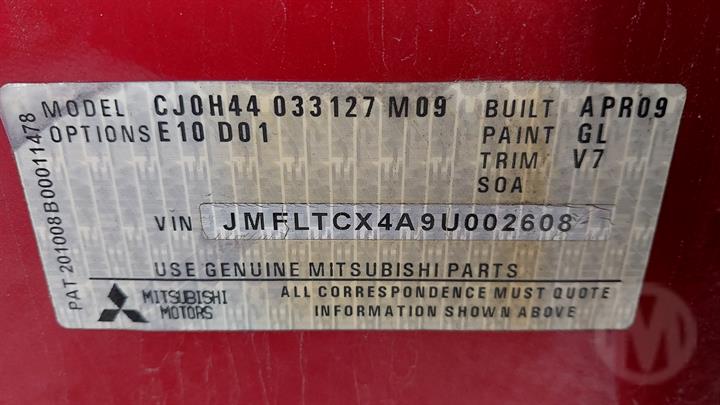 MODEL CJ0H44 033127 M09 BUILT APR09
OPTIONS E10 D01 PAINT GL
TRIM V7
SOA
VIN JMFLTCX4A9U002608
USE GENUINE MITSUBISHI PARTS
MITSUBISHI MOTORS
ALL CORRESPONDENCE MUST QUOTE
INFORMATION SHOWN ABOVE
PAT 201008B00011478
M